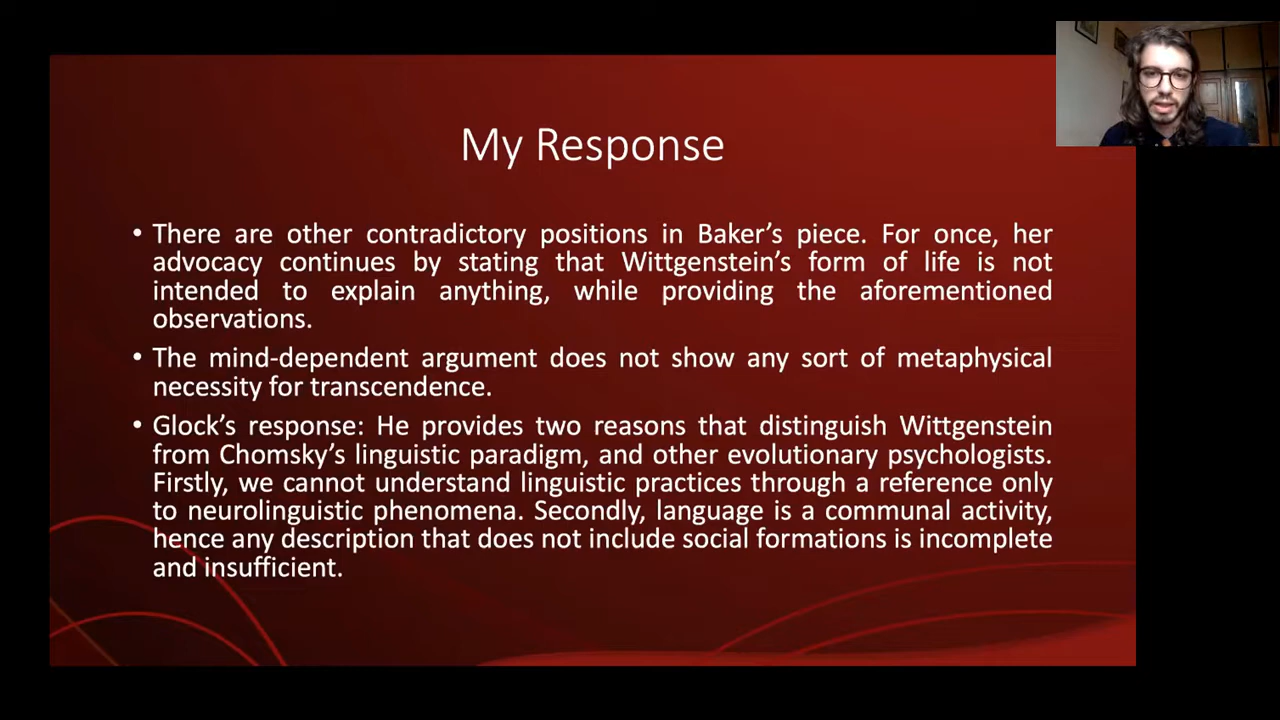 My Response
• There are other contradictory positions in Baker's piece. For once, her
advocacy continues by stating that Wittgenstein's form of life is not
intended to explain anything, while providing the aforementioned
observations.
• The mind-dependent argument does not show any sort of metaphysical
necessity for transcendence.
• Glock's response: He provides two reasons that distinguish Wittgenstein
from Chomsky's linguistic paradigm, and other evolutionary psychologists.
Firstly, we cannot understand linguistic practices through a reference only
to neurolinguistic phenomena. Secondly, language is a communal activity,
hence any description that does not include social formations is incomplete
and insufficient.